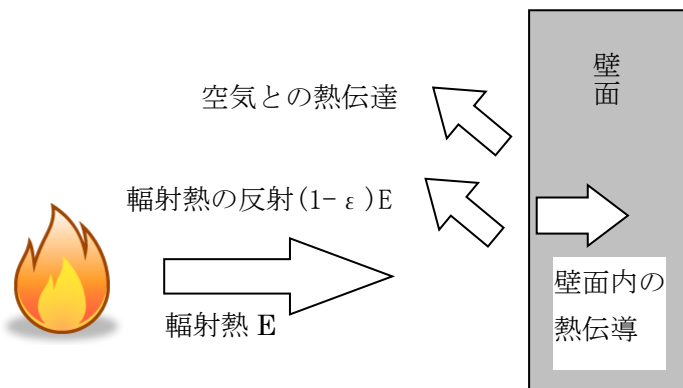 壁面
空気との熱伝達
輻射熱の反射(1-ε)E
輻射熱 E
壁面内の
熱伝導